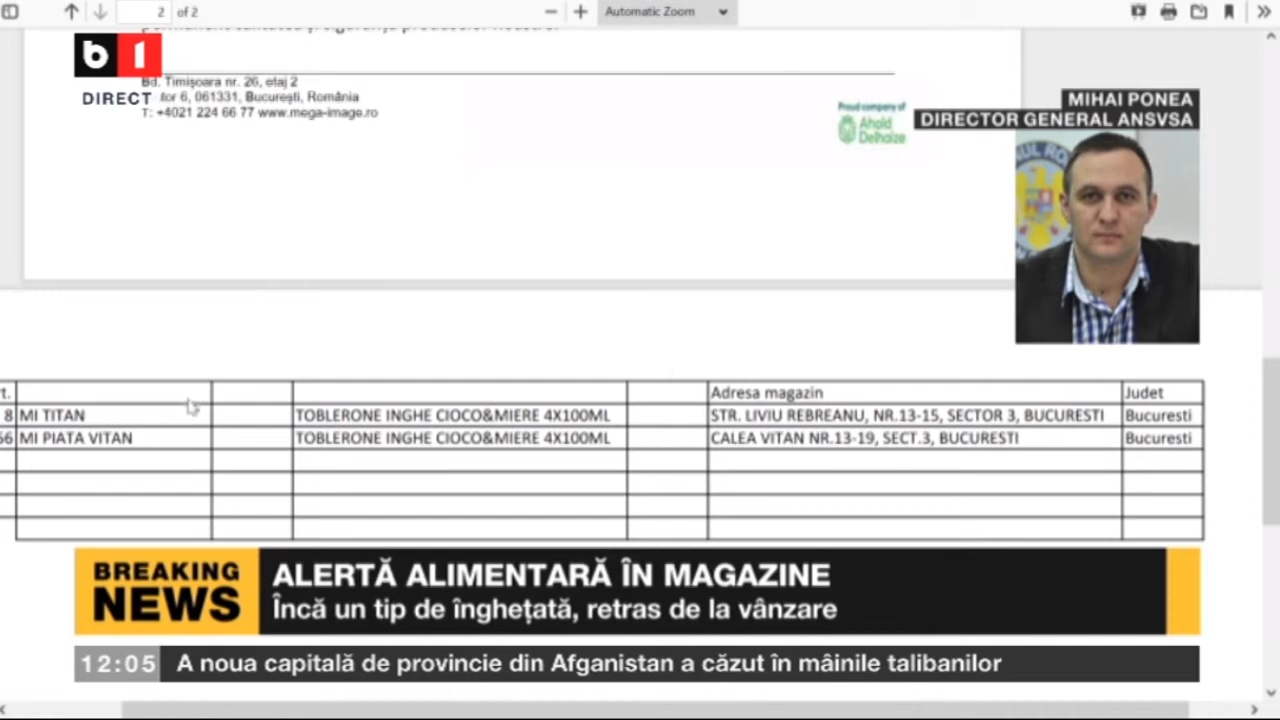 2 of 2
Automatic Zoom
b1
DIRECT
Bd. Timișoara nr. 26, etaj 2
tor 6, 061331, București, România
T: +4021 224 66 77 www.mega-image.ro
Proud company of
Ahold
Delhaize
MIHAI PONEA
DIRECTOR GENERAL ANSVSA
t. Adresa magazin Judet
8 MI TITAN TOBLERONE INGHE CIOCO&MIERE 4X100ML STR. LIVIU REBREANU, NR.13-15, SECTOR 3, BUCURESTI Bucuresti
56 MI PIATA VITAN TOBLERONE INGHE CIOCO&MIERE 4X100ML CALEA VITAN NR.13-19, SECT.3, BUCURESTI Bucuresti
BREAKING
NEWS
ALERTĂ ALIMENTARĂ ÎN MAGAZINE
Încă un tip de înghețată, retras de la vânzare
12:05 A noua capitală de provincie din Afganistan a căzut în mâinile talibanilor